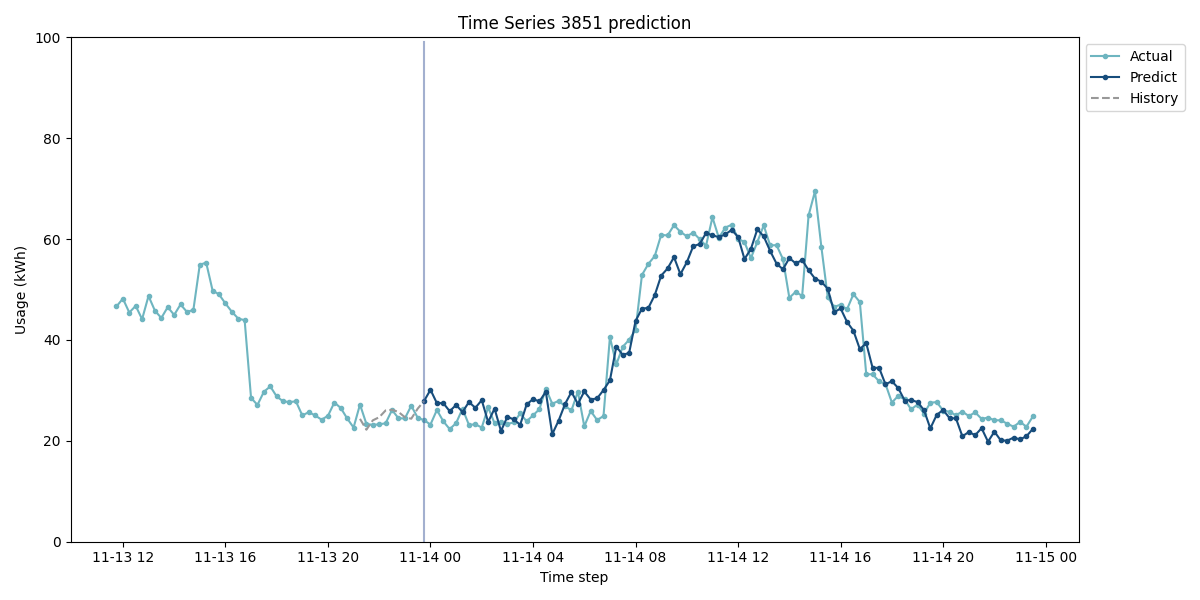 Time Series 3851 prediction
100
80
60
40
20
0
Usage (kWh)
11-13 12
11-13 16
11-13 20
11-14 00
11-14 04
11-14 08
11-14 12
11-14 16
11-14 20
11-15 00
Time step
Actual
Predict
History